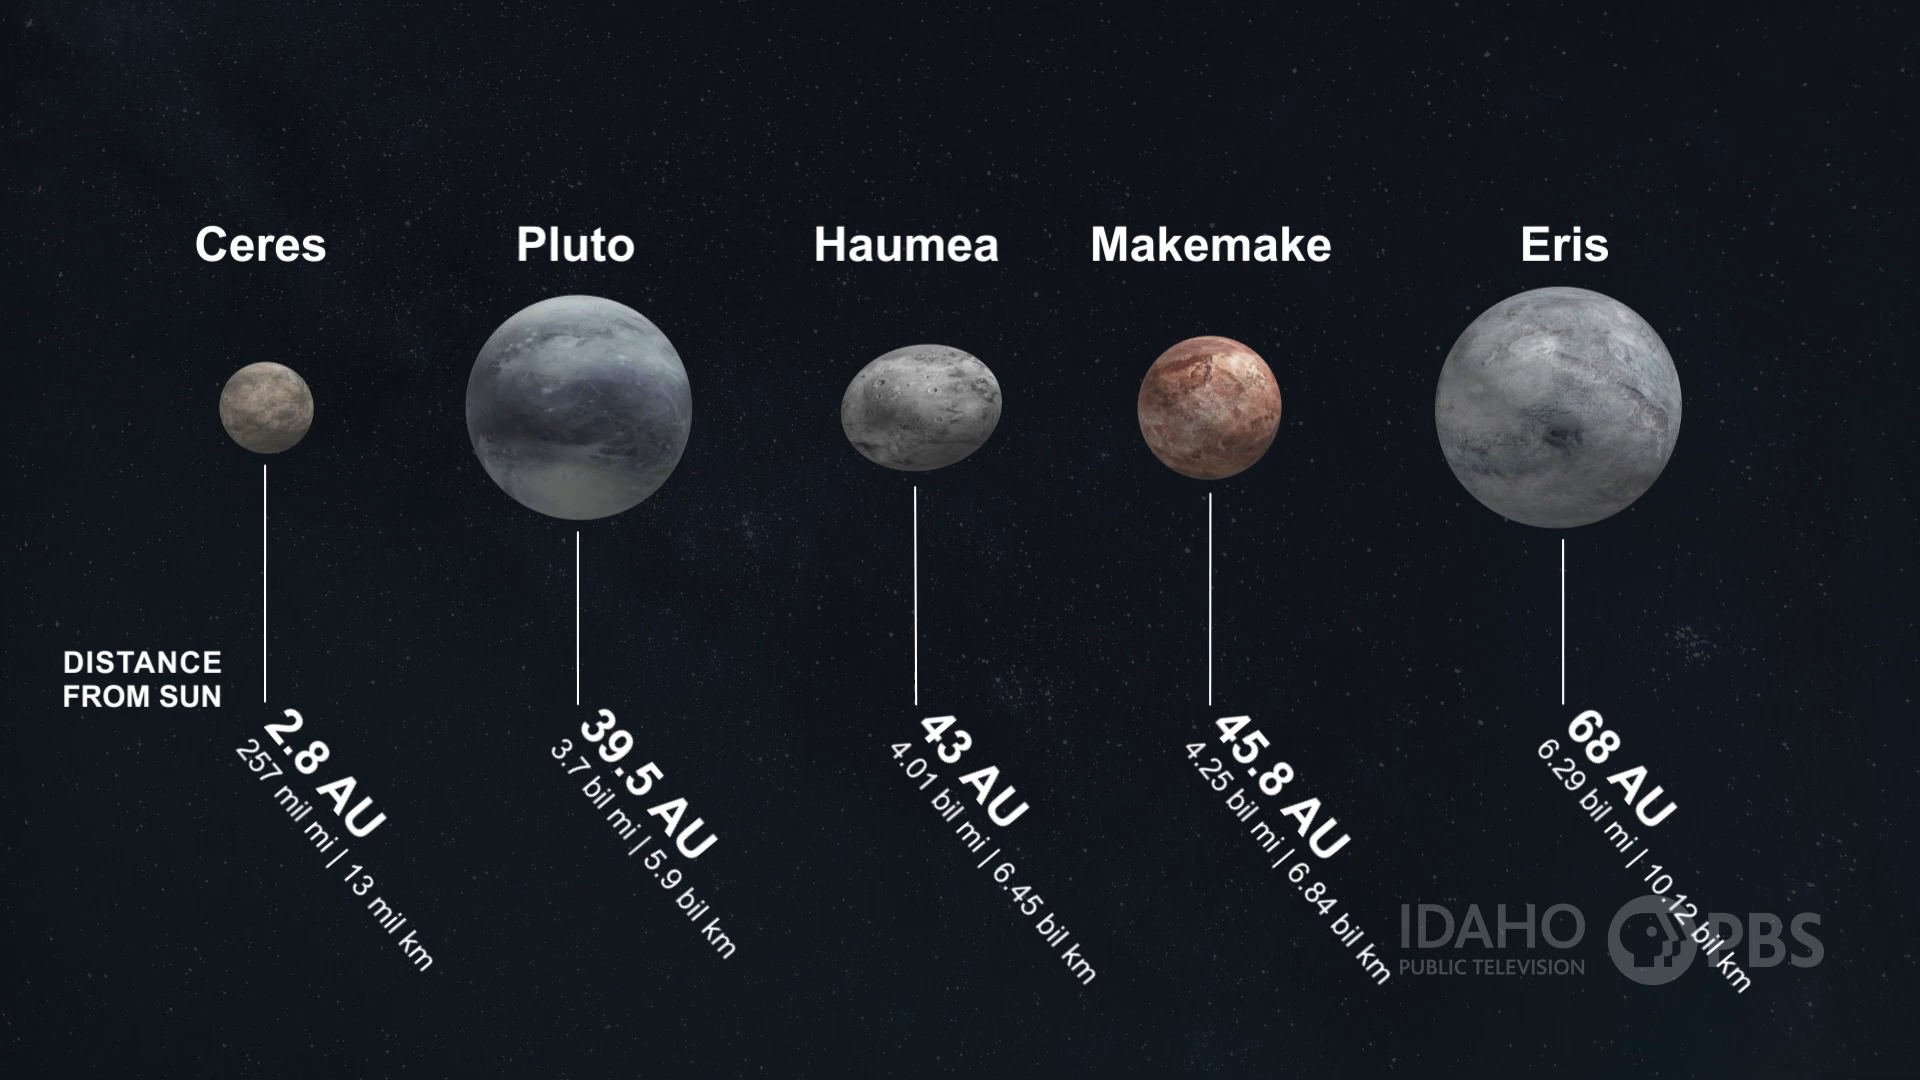 Ceres
Pluto
Haumea
Makemake
Eris
DISTANCE
FROM SUN
2.8 AU
257 mil mi | 13 mil km
39.5 AU
3.7 bil mi | 5.9 bil km
43 AU
4.01 bil mi | 6.45 bil km
45.8 AU
4.25 bil mi | 6.84 bil km
68 AU
6.29 bil mi | 10.12 bil km
IDAHO
PUBLIC TELEVISION
PBS